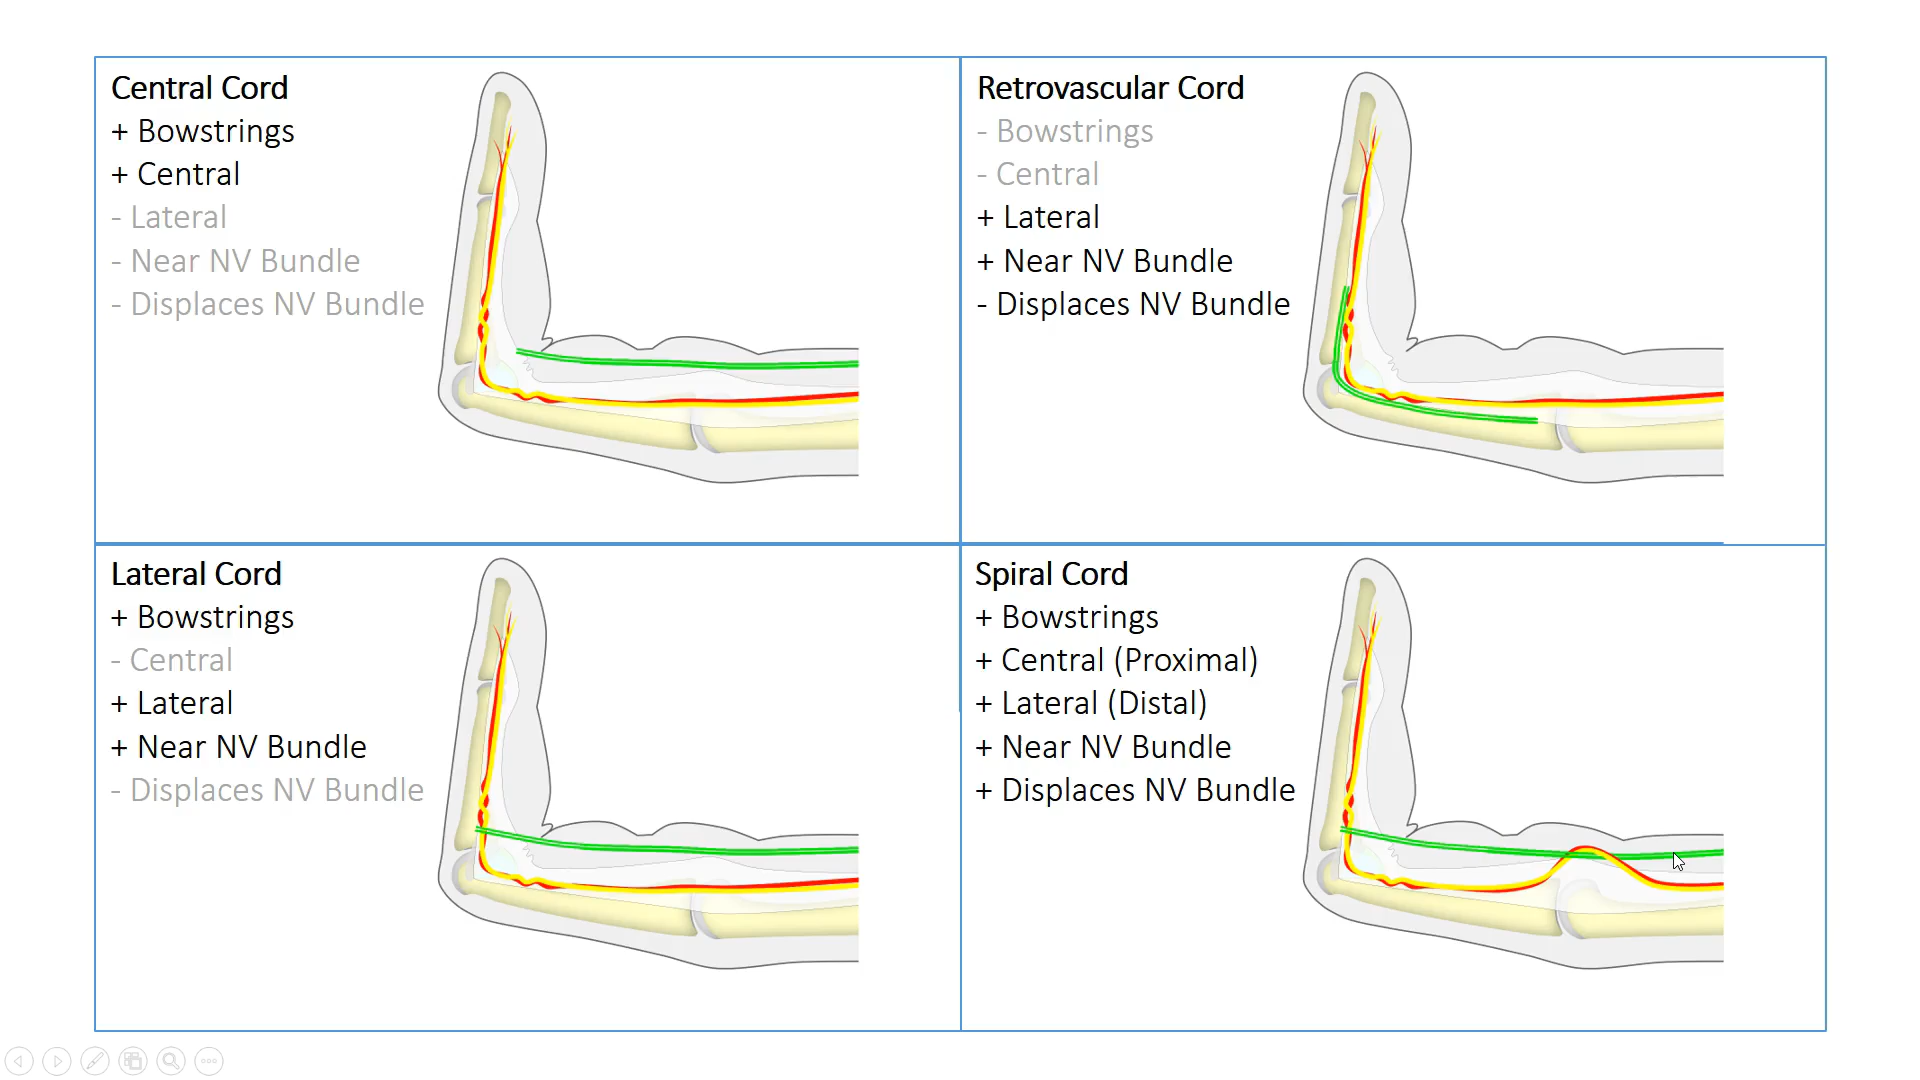 Central Cord
+ Bowstrings
+ Central
- Lateral
- Near NV Bundle
- Displaces NV Bundle
Retrovascular Cord
- Bowstrings
- Central
+ Lateral
+ Near NV Bundle
- Displaces NV Bundle
Lateral Cord
+ Bowstrings
- Central
+ Lateral
+ Near NV Bundle
- Displaces NV Bundle
Spiral Cord
+ Bowstrings
+ Central (Proximal)
+ Lateral (Distal)
+ Near NV Bundle
+ Displaces NV Bundle